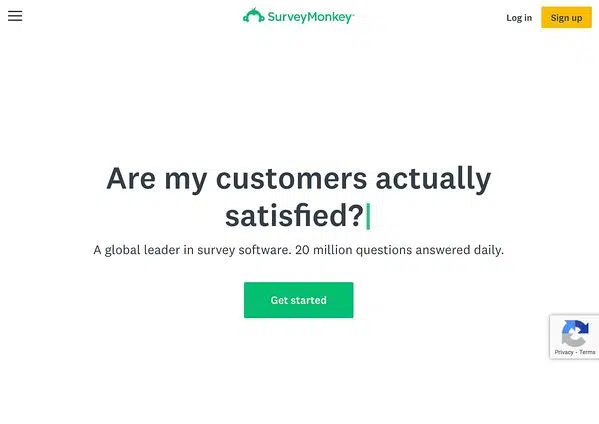 SurveyMonkey
Log in
Sign up
Are my customers actually
satisfied?
A global leader in survey software. 20 million questions answered daily.
Get started
Privacy - Terms